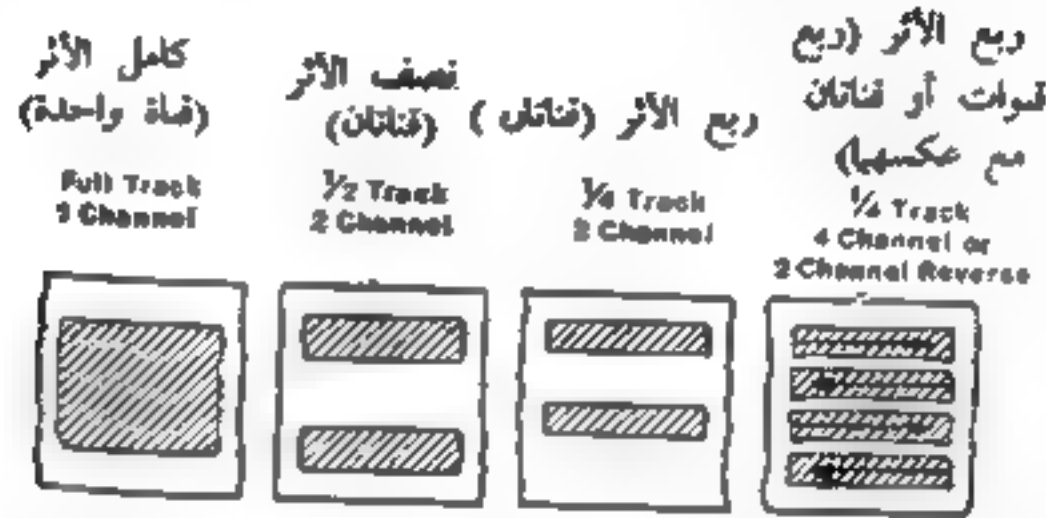 كامل الأثر
(قناة واحدة)
Full Track
1 Channel
نصف الأثر
(قناتان)
1/2 Track
2 Channel
ربع الأثر (قناتان)
1/4 Track
2 Channel
ربع الأثر (ربع
قنوات أو قناتان
مع عكسهما)
1/4 Track
4 Channel or
2 Channel Reverse